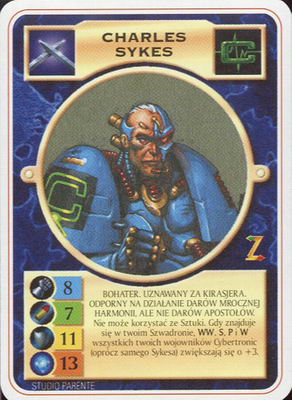 CHARLES
SYKES
8
7
11
13
BOHATER. UZNAWANY ZA KIRASJERA.
ODPORNY NA DZIAŁANIE DARÓW MROCZNEJ
HARMONII, ALE NIE DARÓW APOSTOŁÓW.
Nie może korzystać ze Sztuki. Gdy znajduje
się w twoim Szwadronie, WW, S, P i W
wszystkich twoich wojowników Cybertronic
(oprócz samego Sykesa) zwiększają się o +3.
STUDIO PARENTE